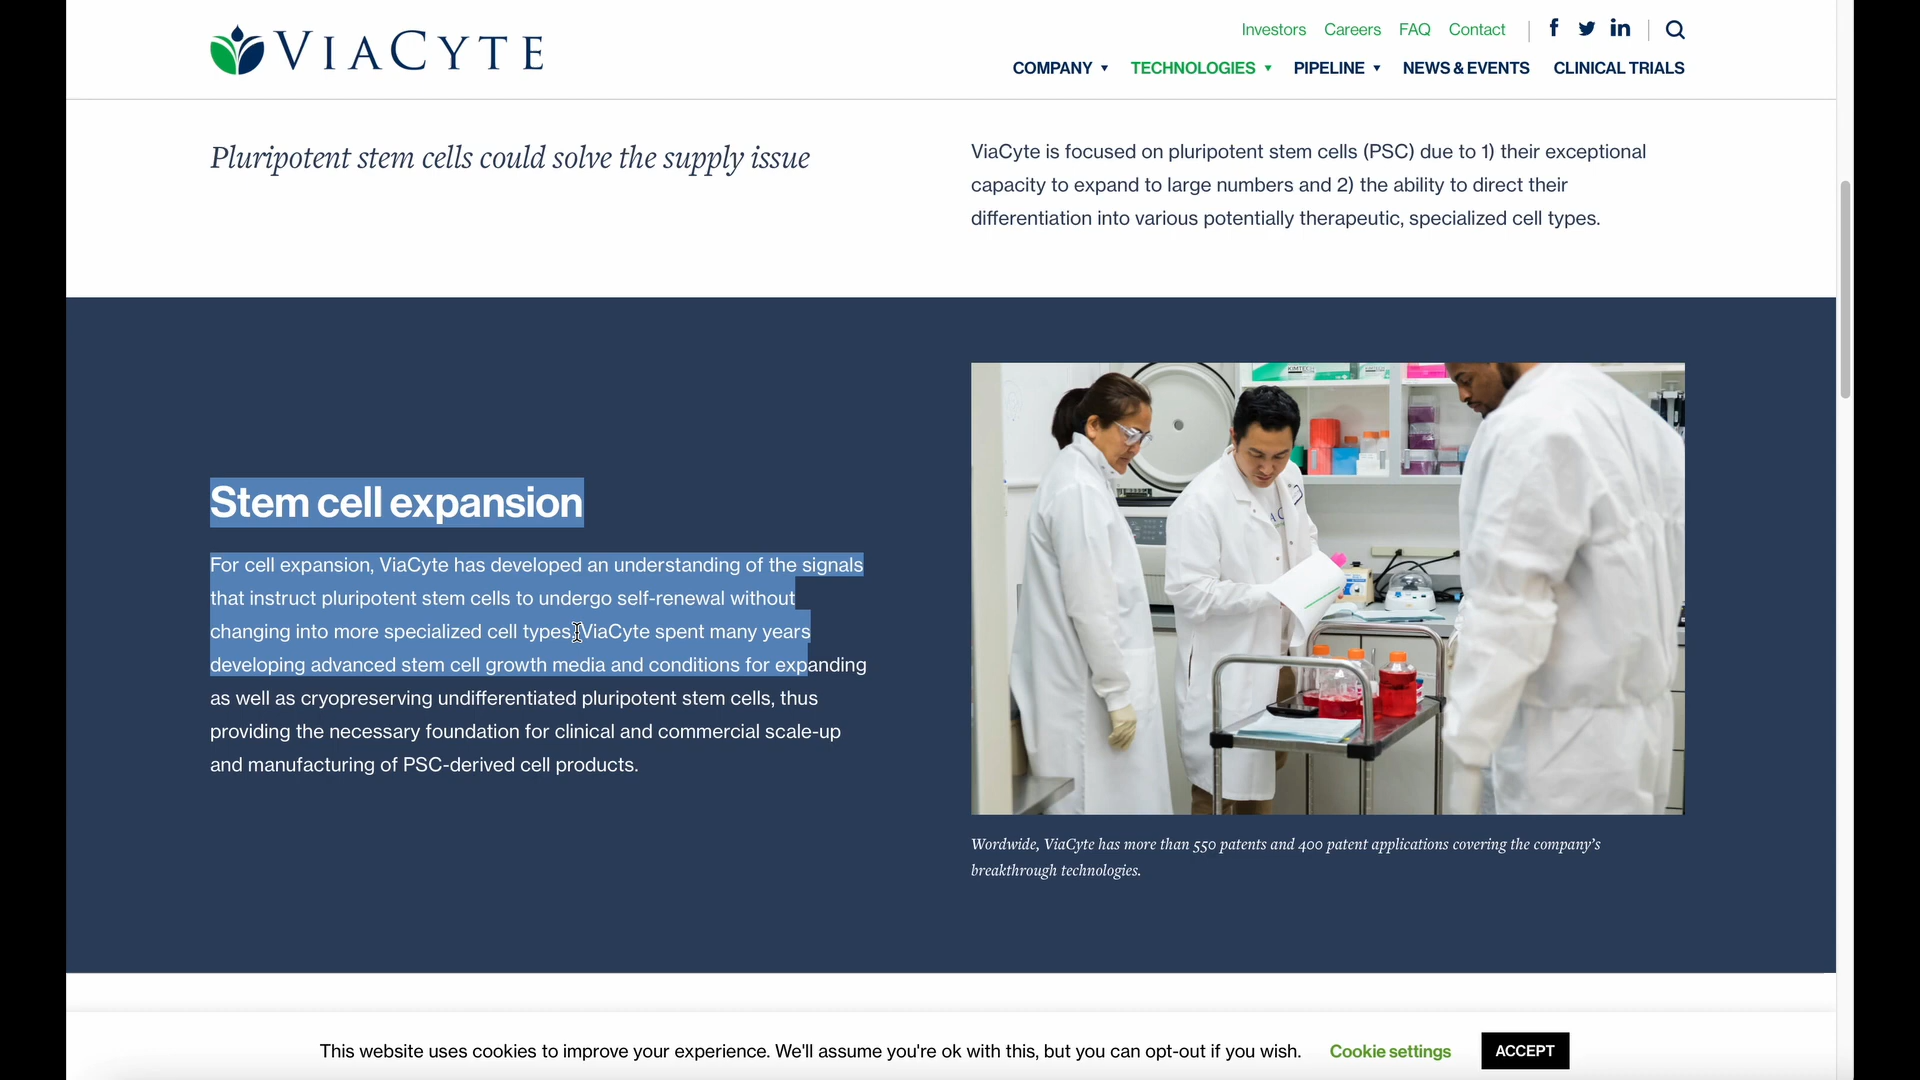 VIACYTE
Investors Careers FAQ Contact
COMPANY TECHNOLOGIES PIPELINE NEWS & EVENTS CLINICAL TRIALS
Pluripotent stem cells could solve the supply issue
ViaCyte is focused on pluripotent stem cells (PSC) due to 1) their exceptional
capacity to expand to large numbers and 2) the ability to direct their
differentiation into various potentially therapeutic, specialized cell types.
Stem cell expansion
For cell expansion, ViaCyte has developed an understanding of the signals
that instruct pluripotent stem cells to undergo self-renewal without
changing into more specialized cell types. ViaCyte spent many years
developing advanced stem cell growth media and conditions for expanding
as well as cryopreserving undifferentiated pluripotent stem cells, thus
providing the necessary foundation for clinical and commercial scale-up
and manufacturing of PSC-derived cell products.
KIMTECH
Wordwide, ViaCyte has more than 550 patents and 400 patent applications covering the company's
breakthrough technologies.
This website uses cookies to improve your experience. We'll assume you're ok with this, but you can opt-out if you wish. Cookie settings ACCEPT